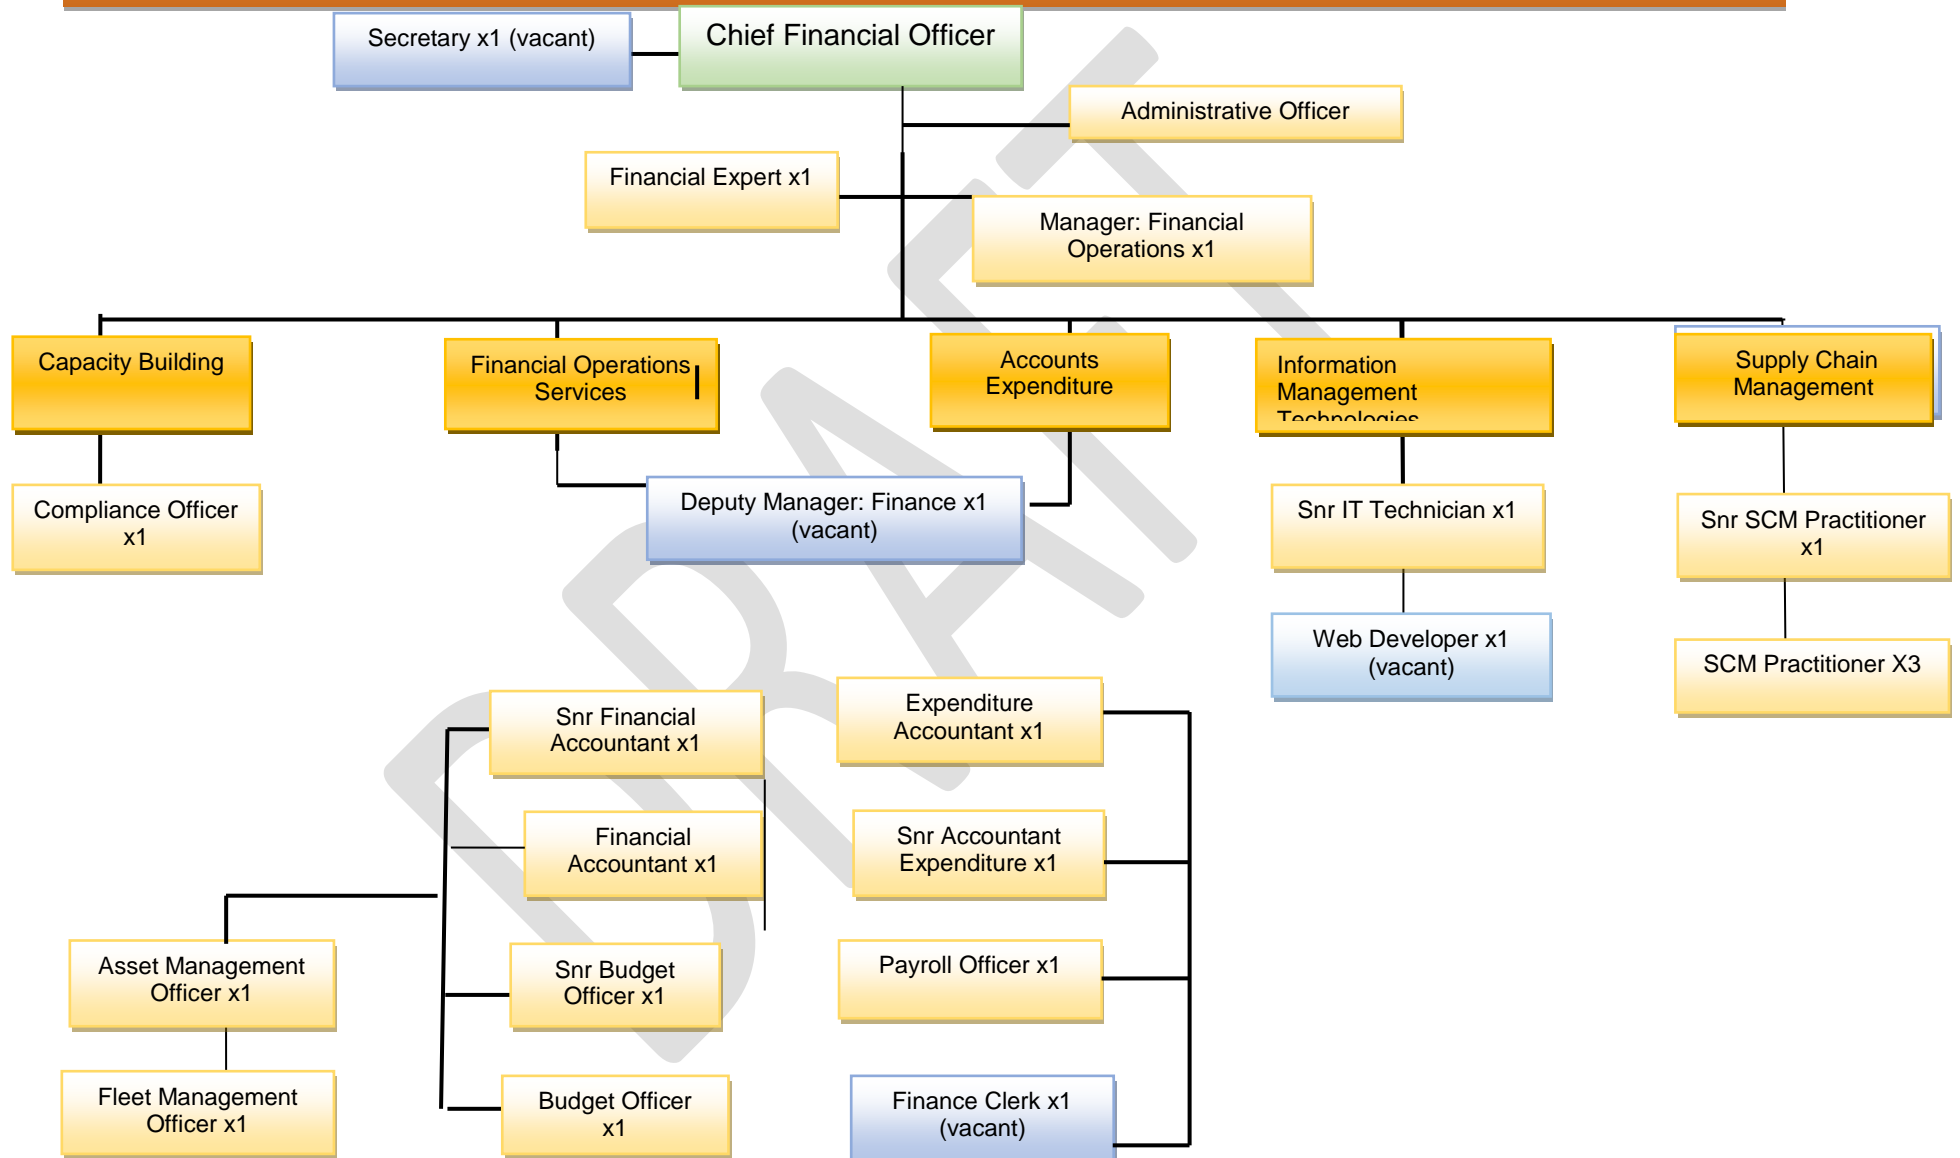 Secretary x1 (vacant)
Chief Financial Officer
Administrative Officer
Financial Expert x1
Manager: Financial
Operations x1
Capacity Building
Financial Operations
Services
Accounts
Expenditure
Information
Management
Technologies
Supply Chain
Management
Compliance Officer
x1
Deputy Manager: Finance x1
(vacant)
Snr IT Technician x1
Snr SCM Practitioner
x1
Web Developer x1
(vacant)
SCM Practitioner X3
Snr Financial
Accountant x1
Expenditure
Accountant x1
Financial
Accountant x1
Snr Accountant
Expenditure x1
Asset Management
Officer x1
Snr Budget
Officer x1
Payroll Officer x1
Fleet Management
Officer x1
Budget Officer
x1
Finance Clerk x1
(vacant)
DRAFT